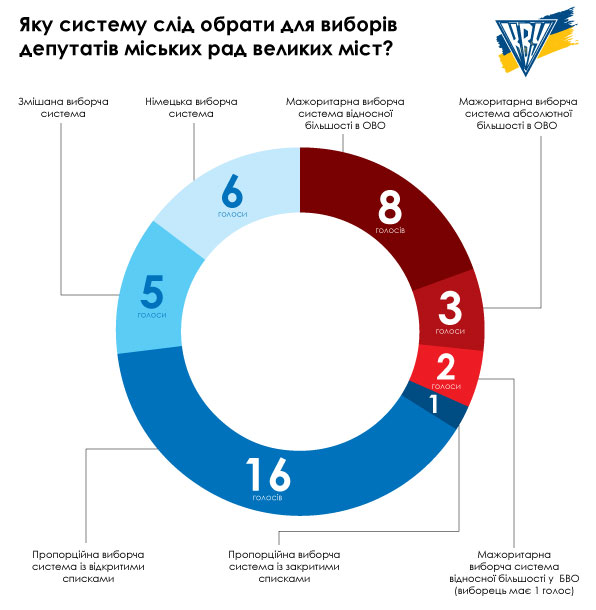 Яку систему слід обрати для виборів
депутатів міських рад великих міст?
КВУ
Змішана виборча
система
Німецька виборча
система
Мажоритарна виборча
система відносної
більшості в ОВО
Мажоритарна виборча
система абсолютної
більшості в ОВО
6
голоси
8
голосів
5
голоси
3
голоси
2
голоси
1
16
голосів
Пропорційна виборча
система із відкритими
списками
Пропорційна виборча
система із закритими
списками
Мажоритарна
виборча система
відносної більшості у БВО
(виборець має 1 голос)